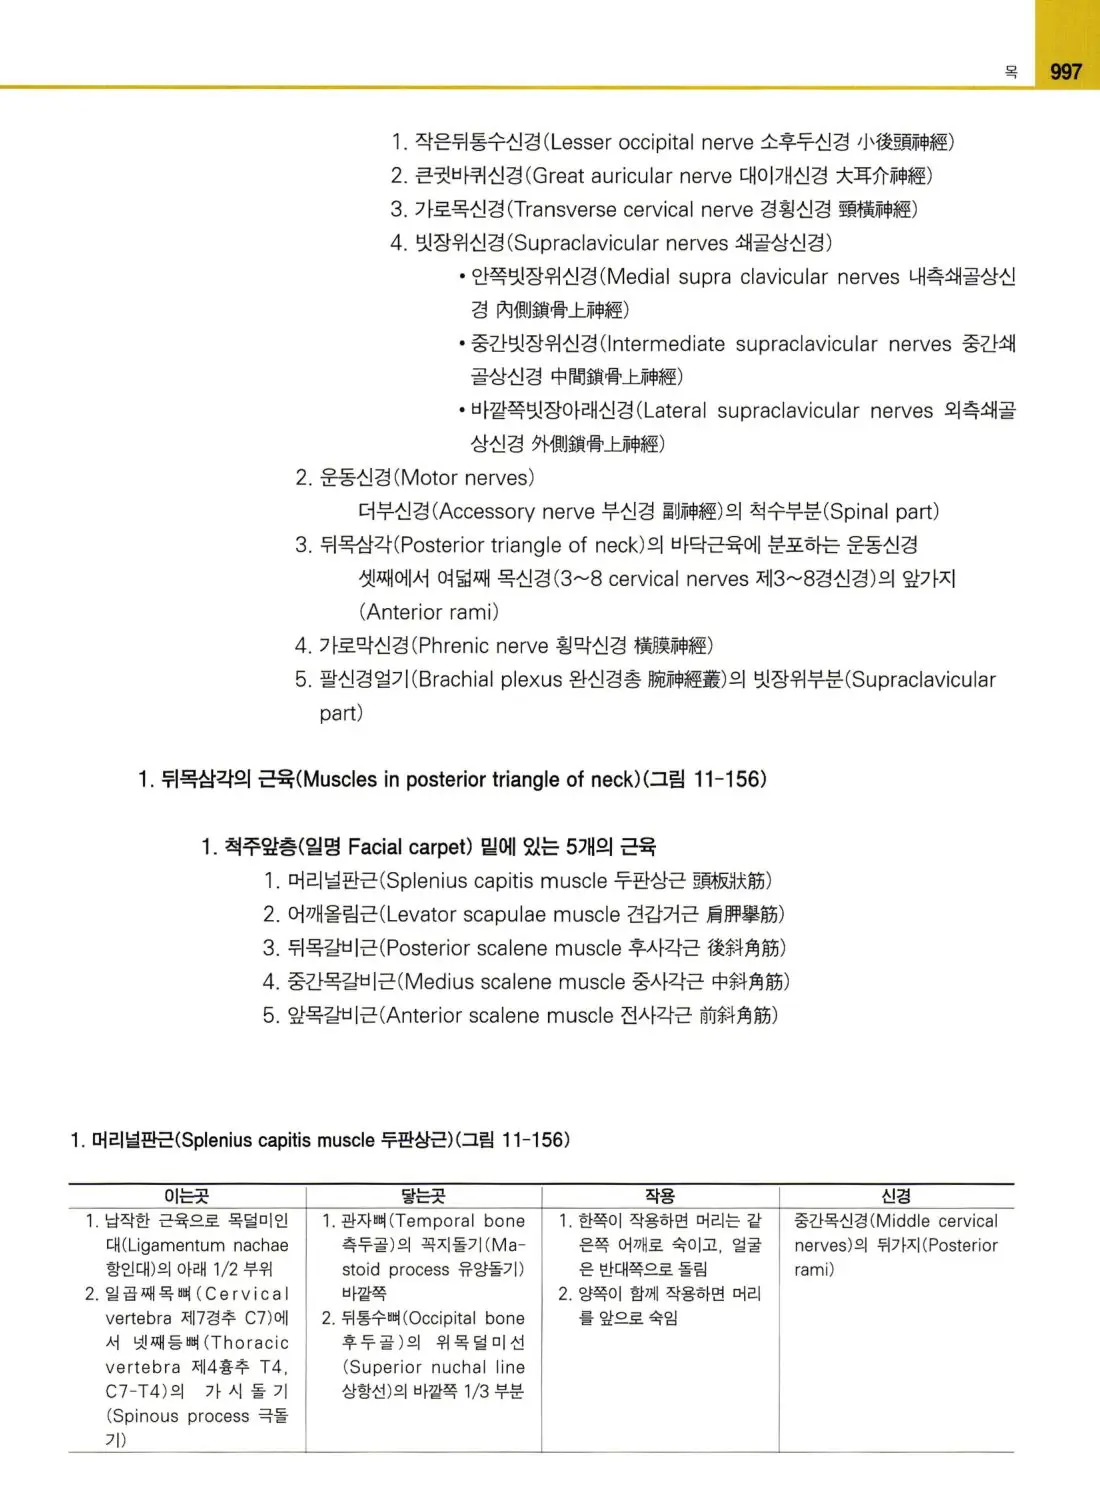 목 997
1. 작은뒤통수신경(Lesser occipital nerve 소후두신경 小後頭神經)
2. 큰귓바퀴신경(Great auricular nerve 대이개신경 大耳介神經)
3. 가로목신경(Transverse cervical nerve 경횡신경 頸橫神經)
4. 빗장위신경(Supraclavicular nerves 쇄골상신경)
• 안쪽빗장위신경(Medial supra clavicular nerves 내측쇄골상신
경 內側鎖骨上神經)
• 중간빗장위신경(Intermediate supraclavicular nerves 중간쇄
골상신경 中間鎖骨上神經)
• 바깥쪽빗장아래신경(Lateral supraclavicular nerves 외측쇄골
상신경 外側鎖骨上神經)
2. 운동신경(Motor nerves)
더부신경(Accessory nerve 부신경 副神經)의 척수부분(Spinal part)
3. 뒤목삼각(Posterior triangle of neck)의 바닥근육에 분포하는 운동신경
셋째에서 여덟째 목신경(3~8 cervical nerves 제3~8경신경)의 앞가지
(Anterior rami)
4. 가로막신경(Phrenic nerve 횡막신경 橫膜神經)
5. 팔신경얼기(Brachial plexus 완신경총 腕神經叢)의 빗장위부분(Supraclavicular
part)
1. 뒤목삼각의 근육(Muscles in posterior triangle of neck)(그림 11-156)
1. 척주앞층(일명 Facial carpet) 밑에 있는 5개의 근육
1. 머리널판근(Splenius capitis muscle 두판상근 頭板狀筋)
2. 어깨올림근(Levator scapulae muscle 견갑거근 肩胛擧筋)
3. 뒤목갈비근(Posterior scalene muscle 후사각근 後斜角筋)
4. 중간목갈비근(Medius scalene muscle 중사각근 中斜角筋)
5. 앞목갈비근(Anterior scalene muscle 전사각근 前斜角筋)
1. 머리널판근(Splenius capitis muscle 두판상근)(그림 11-156)
이는곳 닿는곳 작용 신경
1. 납작한 근육으로 목덜미인
대(Ligamentum nachae
항인대)의 아래 1/2 부위
2. 일곱째목뼈(Cervical
vertebra 제7경추 C7)에
서 넷째등뼈(Thoracic
vertebra 제4흉추 T4,
C7-T4)의 가시돌기
(Spinous process 극돌
기)
1. 관자뼈(Temporal bone
측두골)의 꼭지돌기(Ma-
stoid process 유양돌기)
바깥쪽
2. 뒤통수뼈(Occipital bone
후두골)의 위목덜미선
(Superior nuchal line
상항선)의 바깥쪽 1/3 부분
1. 한쪽이 작용하면 머리는 같
은쪽 어깨로 숙이고, 얼굴
은 반대쪽으로 돌림
2. 양쪽이 함께 작용하면 머리
를 앞으로 숙임
중간목신경(Middle cervical
nerves)의 뒤가지(Posterior
rami)